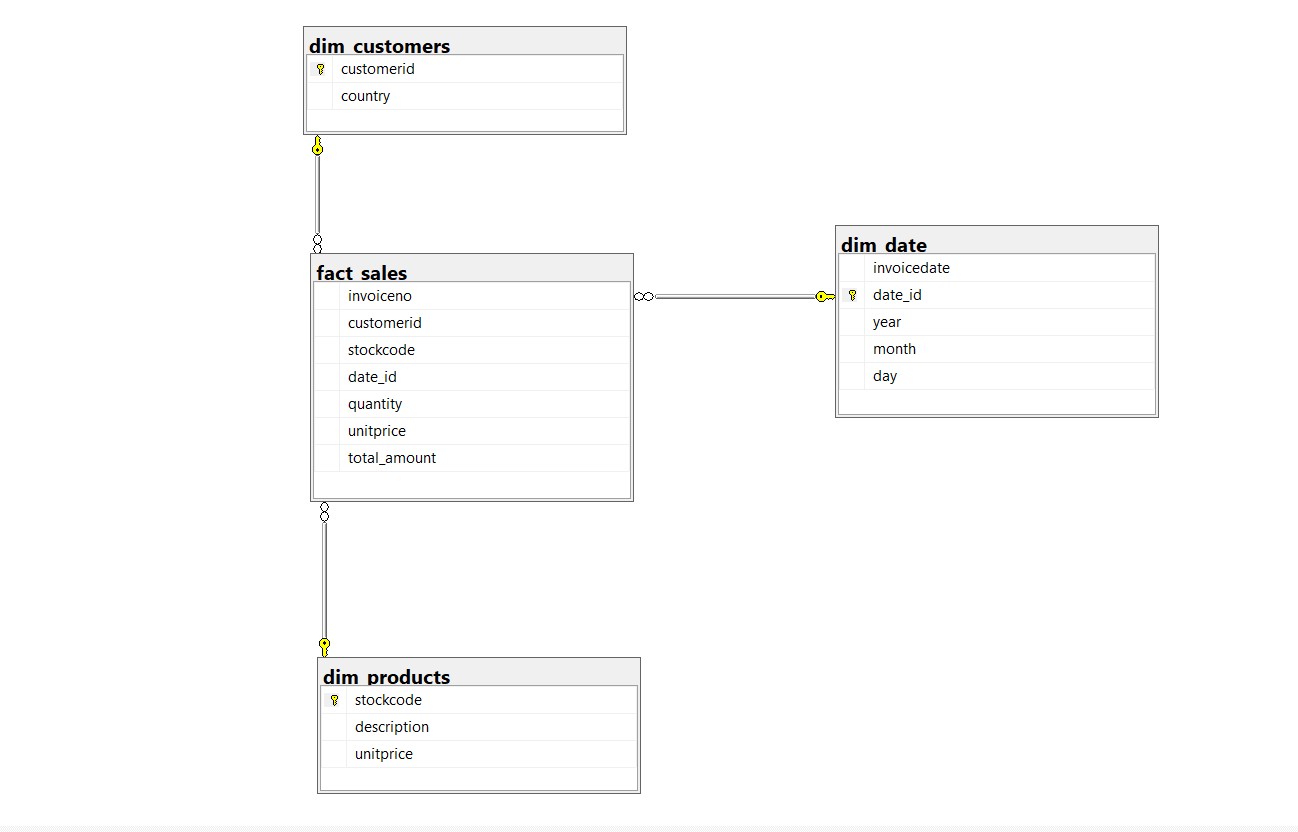 dim_customers
customerid
country
fact_sales
invoiceno
customerid
stockcode
date_id
quantity
unitprice
total_amount
dim_date
invoicedate
date_id
year
month
day
dim_products
stockcode
description
unitprice